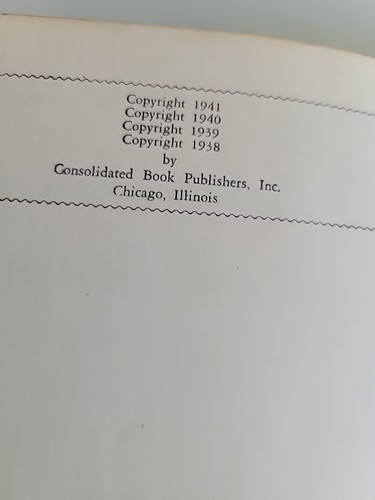 Copyright 1941
Copyright 1940
Copyright 1939
Copyright 1938
by
Consolidated Book Publishers, Inc.
Chicago, Illinois